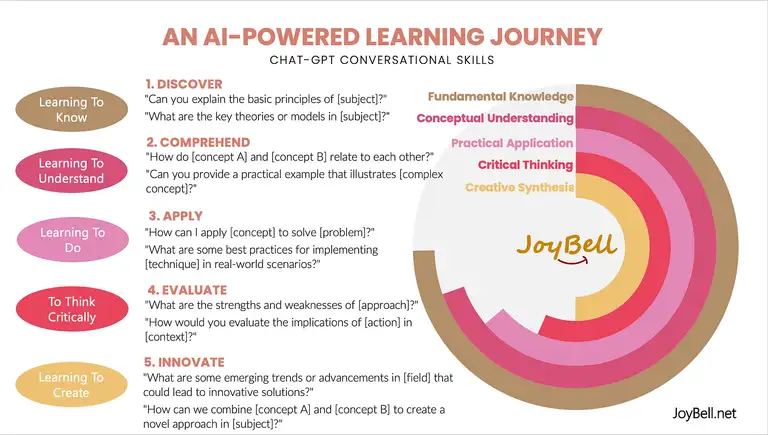 AN AI-POWERED LEARNING JOURNEY
CHAT-GPT CONVERSATIONAL SKILLS
Learning To
Know
1. DISCOVER
"Can you explain the basic principles of [subject]?"
"What are the key theories or models in [subject]?"
Learning To
Understand
2. COMPREHEND
"How do [concept A] and [concept B] relate to each other?"
"Can you provide a practical example that illustrates [complex
concept]?"
Learning To
Do
3. APPLY
"How can I apply [concept] to solve [problem]?"
"What are some best practices for implementing
[technique] in real-world scenarios?"
To Think
Critically
4. EVALUATE
"What are the strengths and weaknesses of [approach]?"
"How would you evaluate the implications of [action] in
[context]?"
Learning To
Create
5. INNOVATE
"What are some emerging trends or advancements in [field] that
could lead to innovative solutions?"
"How can we combine [concept A] and [concept B] to create a
novel approach in [subject]?"
Fundamental Knowledge
Conceptual Understanding
Practical Application
Critical Thinking
Creative Synthesis
JoyBell
JoyBell.net